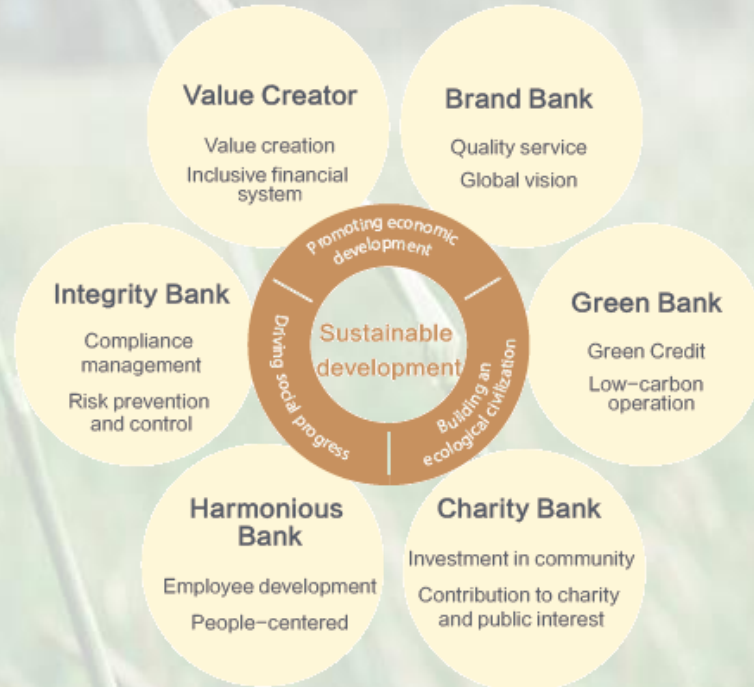 Value Creator
Value creation
Inclusive financial
system
Brand Bank
Quality service
Global vision
Promoting economic
development
Integrity Bank
Compliance
management
Risk prevention
and control
Driving social progress
Sustainable
development
Building an
ecological civilization
Green Bank
Green Credit
Low-carbon
operation
Harmonious
Bank
Employee development
People-centered
Charity Bank
Investment in community
Contribution to charity
and public interest